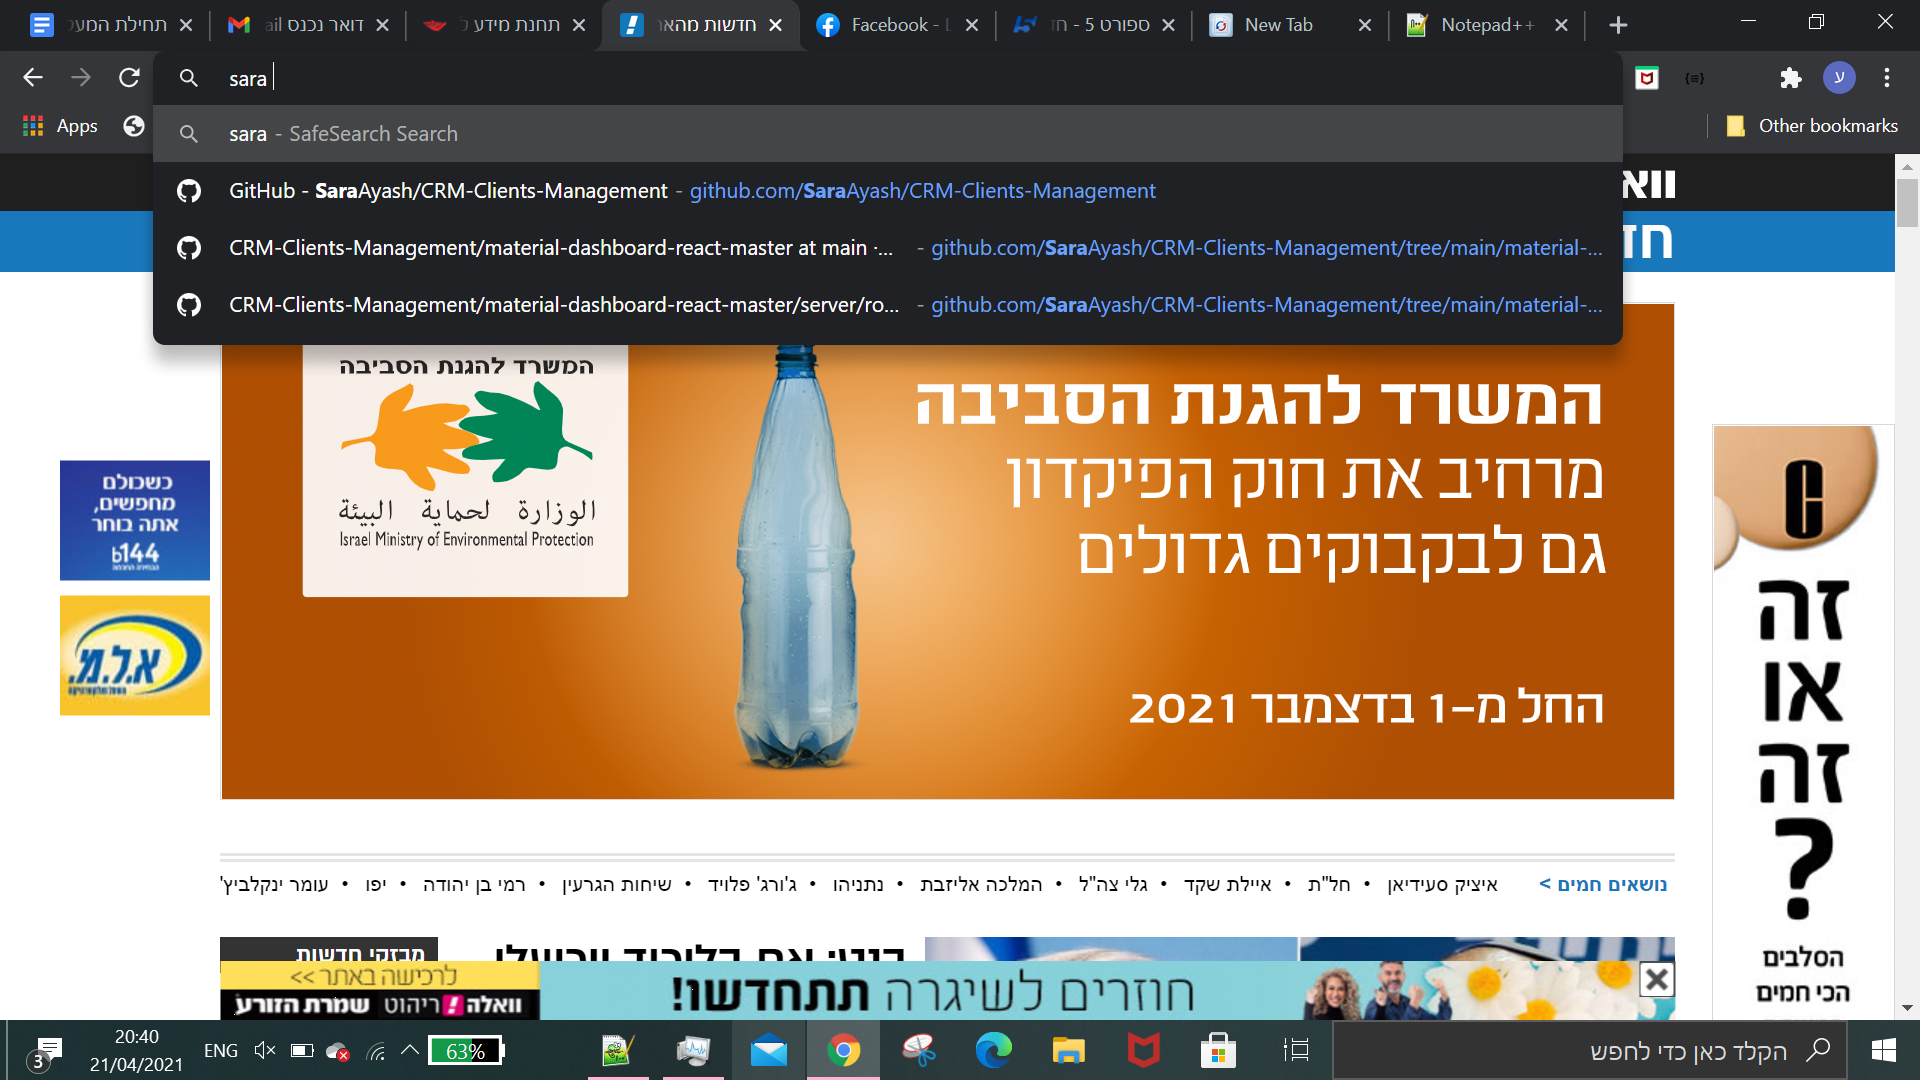 תחילת המע
דואר נכנס ail
תחנת מידע ל
חדשות מהאר
Facebook - L
ספורט 5 - חד
New Tab
Notepad++
sara
ע
Apps
Other bookmarks
sara - SafeSearch Search
GitHub - SaraAyash/CRM-Clients-Management - github.com/SaraAyash/CRM-Clients-Management
CRM-Clients-Management/material-dashboard-react-master at main ·... - github.com/SaraAyash/CRM-Clients-Management/tree/main/material-...
CRM-Clients-Management/material-dashboard-react-master/server/ro... - github.com/SaraAyash/CRM-Clients-Management/tree/main/material-...
המשרד להגנת הסביבה
الوزارة لحماية البيئة
Israel Ministry of Environmental Protection
המשרד להגנת הסביבה
מרחיב את חוק הפיקדון
גם לבקבוקים גדולים
החל מ-1 בדצמבר 2021
כשכולם
מחפשים,
אתה בוחר
b144
א.ל.מ.
זה
או
זה
?
הסלבים
הכי חמים
נושאים חמים >
איציק סעידיאן • חל"ת • איילת שקד • גלי צה"ל • המלכה אליזבת • נתניהו • ג'ורג' פלויד • שיחות הגרעין • רמי בן יהודה • יפו • עומר ינקלביץ'
מבזקי חדשות
לרכישה באתר >>
וואלה! ריהוט שמרת הזורע
חוזרים לשיגרה תתחדשו!
20:40
21/04/2021
3
ENG
63%
הקלד כאן כדי לחפש